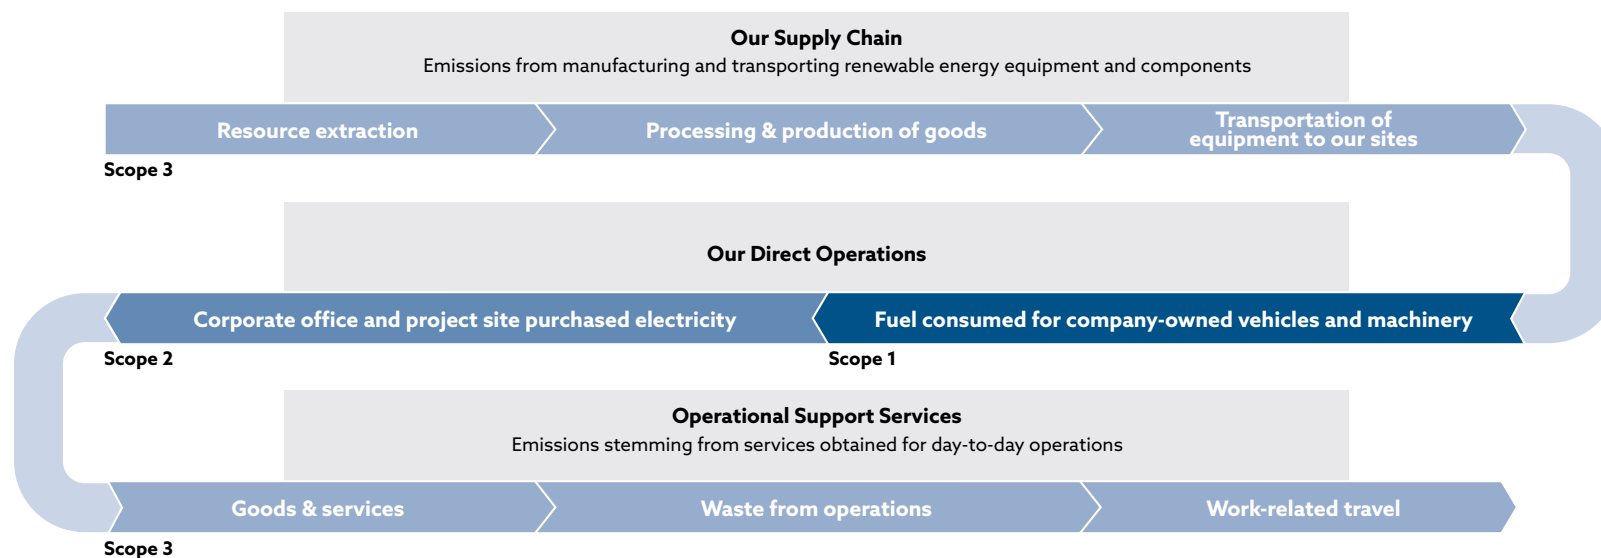 Our Supply Chain
Emissions from manufacturing and transporting renewable energy equipment and components
Resource extraction
Processing & production of goods
Transportation of
equipment to our sites
Scope 3
Our Direct Operations
Corporate office and project site purchased electricity
Fuel consumed for company-owned vehicles and machinery
Scope 2
Scope 1
Operational Support Services
Emissions stemming from services obtained for day-to-day operations
Goods & services
Waste from operations
Work-related travel
Scope 3